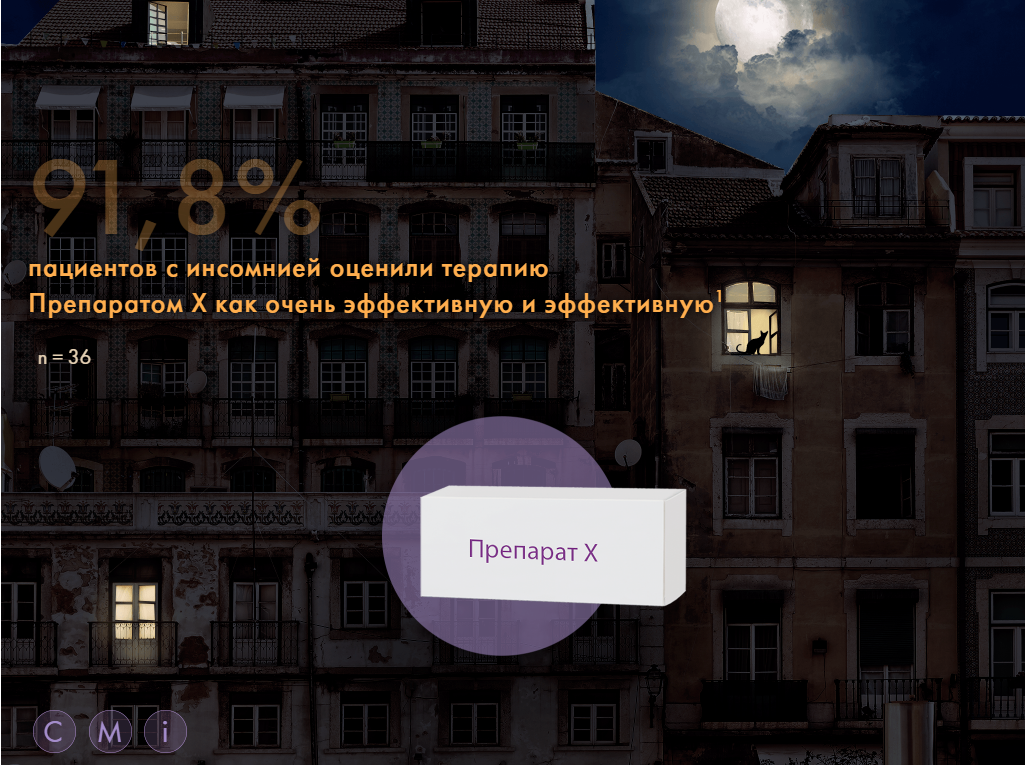 91,8%
пациентов с инсомнией оценили терапию
Препаратом X как очень эффективную и эффективную¹
n = 36
Препарат X
C M i